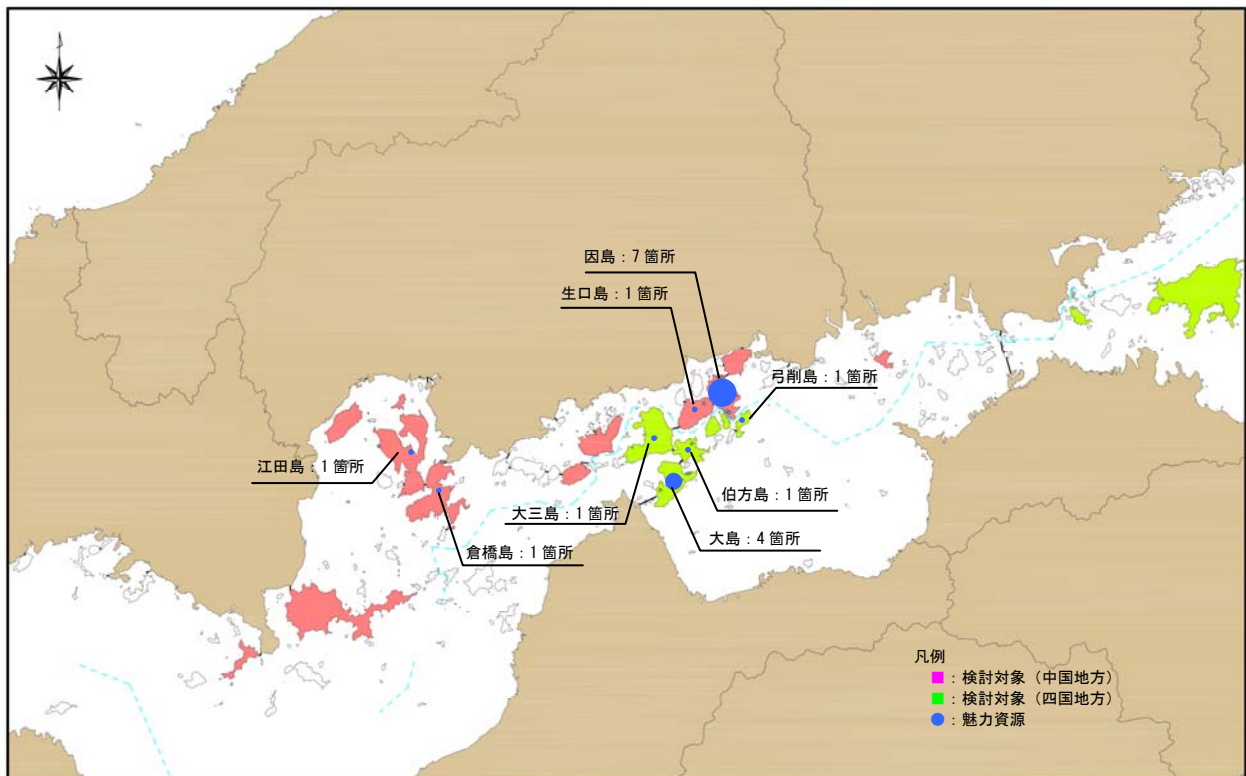 因島：7箇所
生口島：1箇所
弓削島：1箇所
江田島：1箇所
伯方島：1箇所
大三島：1箇所
大島：4箇所
倉橋島：1箇所
凡例
：検討対象（中国地方）
：検討対象（四国地方）
：魅力資源